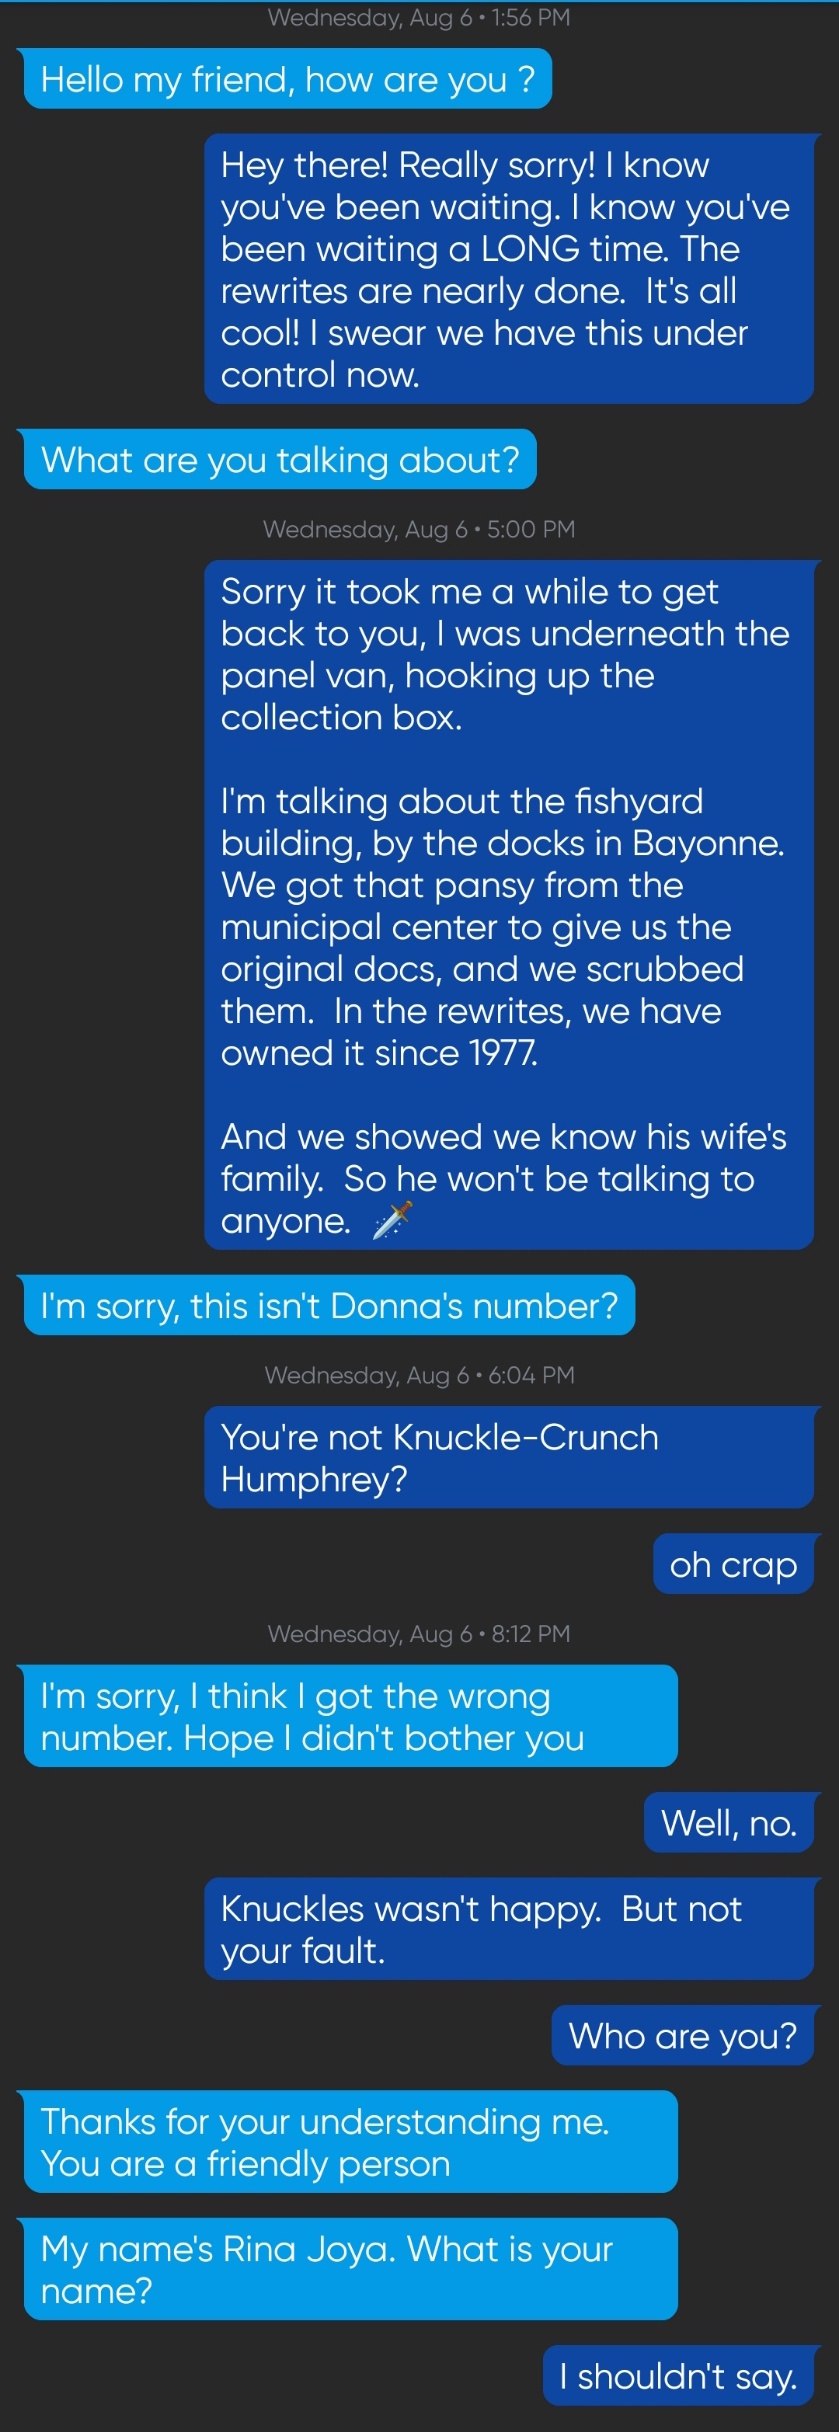 Wednesday, Aug 6 • 1:56 PM
Hello my friend, how are you ?
Hey there! Really sorry! I know
you've been waiting. I know you've
been waiting a LONG time. The
rewrites are nearly done.  It's all
cool! I swear we have this under
control now.
What are you talking about?
Wednesday, Aug 6 • 5:00 PM
Sorry it took me a while to get
back to you, I was underneath the
panel van, hooking up the
collection box.
I'm talking about the fishyard
building, by the docks in Bayonne.
We got that pansy from the
municipal center to give us the
original docs, and we scrubbed
them.  In the rewrites, we have
owned it since 1977.
And we showed we know his wife's
family.  So he won't be talking to
anyone.  🗡️
I'm sorry, this isn't Donna's number?
Wednesday, Aug 6 • 6:04 PM
You're not Knuckle-Crunch
Humphrey?
oh crap
Wednesday, Aug 6 • 8:12 PM
I'm sorry, I think I got the wrong
number. Hope I didn't bother you
Well, no.
Knuckles wasn't happy.  But not
your fault.
Who are you?
Thanks for your understanding me.
You are a friendly person
My name's Rina Joya. What is your
name?
I shouldn't say.